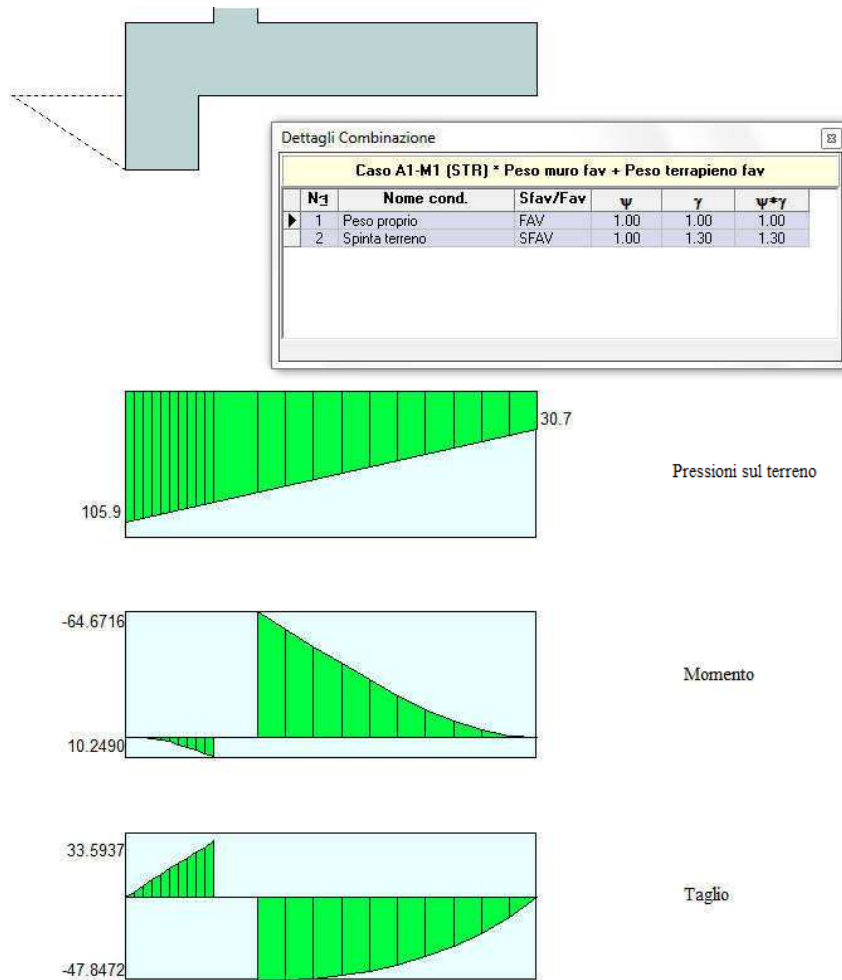 Dettagli Combinazione
Caso A1-M1 (STR) * Peso muro fav + Peso terrapieno fav
Nome cond. Sfav/Fav Ψ γ Ψ*γ
1 Peso proprio FAV 1.00 1.00 1.00
2 Spinta terreno SFAV 1.00 1.30 1.30
30.7
Pressioni sul terreno
105.9
-64.6716
Momento
10.2490
33.5937
Taglio
-47.8472